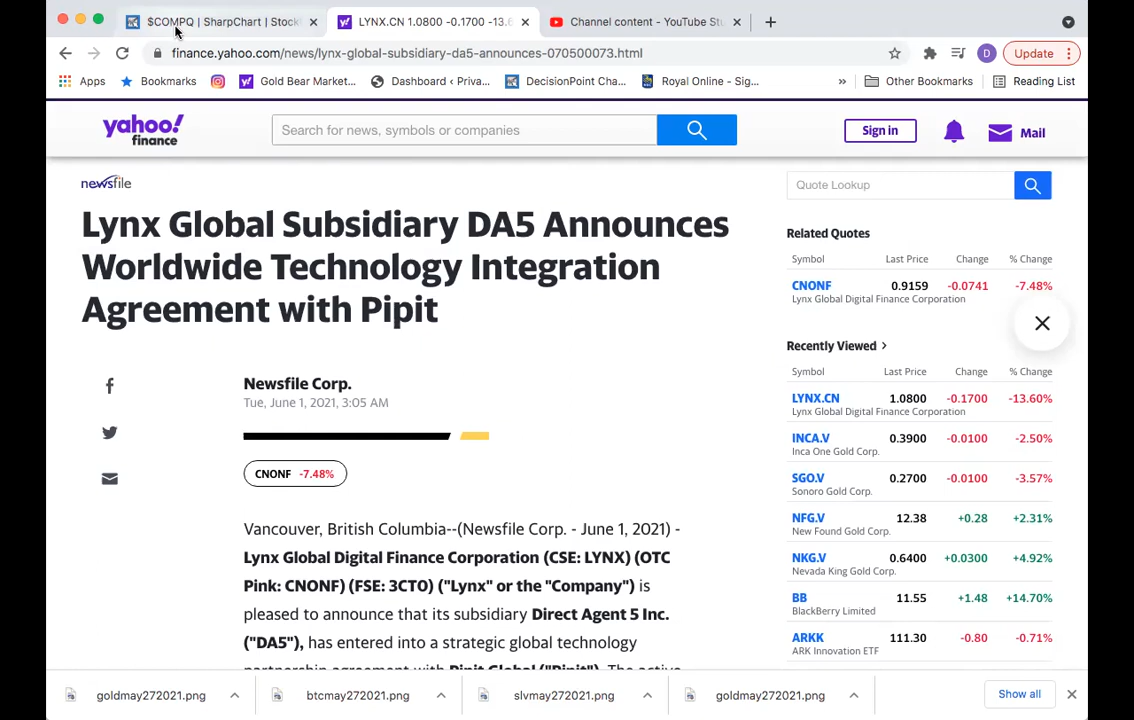 $COMPQ | SharpChart | Stock
LYNX.CN 1.0800 -0.1700 -13.6
Channel content - YouTube Stu
finance.yahoo.com/news/lynx-global-subsidiary-da5-announces-070500073.html
D
Update
Apps
Bookmarks
Gold Bear Market...
Dashboard ‹ Priva...
DecisionPoint Cha...
Royal Online - Sig...
»
Other Bookmarks
Reading List
yahoo!
finance
Search for news, symbols or companies
Sign in
Mail
newsfile
Quote Lookup
Lynx Global Subsidiary DA5 Announces
Worldwide Technology Integration
Agreement with Pipit
Related Quotes
Symbol Last Price Change % Change
CNONF 0.9159 -0.0741 -7.48%
Lynx Global Digital Finance Corporation
Recently Viewed >
Symbol Last Price Change % Change
LYNX.CN 1.0800 -0.1700 -13.60%
Lynx Global Digital Finance Corporation
INCA.V 0.3900 -0.0100 -2.50%
Inca One Gold Corp.
SGO.V 0.2700 -0.0100 -3.57%
Sonoro Gold Corp.
NFG.V 12.38 +0.28 +2.31%
New Found Gold Corp.
NKG.V 0.6400 +0.0300 +4.92%
Nevada King Gold Corp.
BB 11.55 +1.48 +14.70%
BlackBerry Limited
ARKK 111.30 -0.80 -0.71%
ARK Innovation ETF
Newsfile Corp.
Tue, June 1, 2021, 3:05 AM
CNONF -7.48%
Vancouver, British Columbia--(Newsfile Corp. - June 1, 2021) -
Lynx Global Digital Finance Corporation (CSE: LYNX) (OTC
Pink: CNONF) (FSE: 3CT0) ("Lynx" or the "Company") is
pleased to announce that its subsidiary Direct Agent 5 Inc.
("DA5"), has entered into a strategic global technology
partnership agreement with Pipit Global ("Pipit). The active
goldmay272021.png
btcmay272021.png
slvmay272021.png
goldmay272021.png
Show all